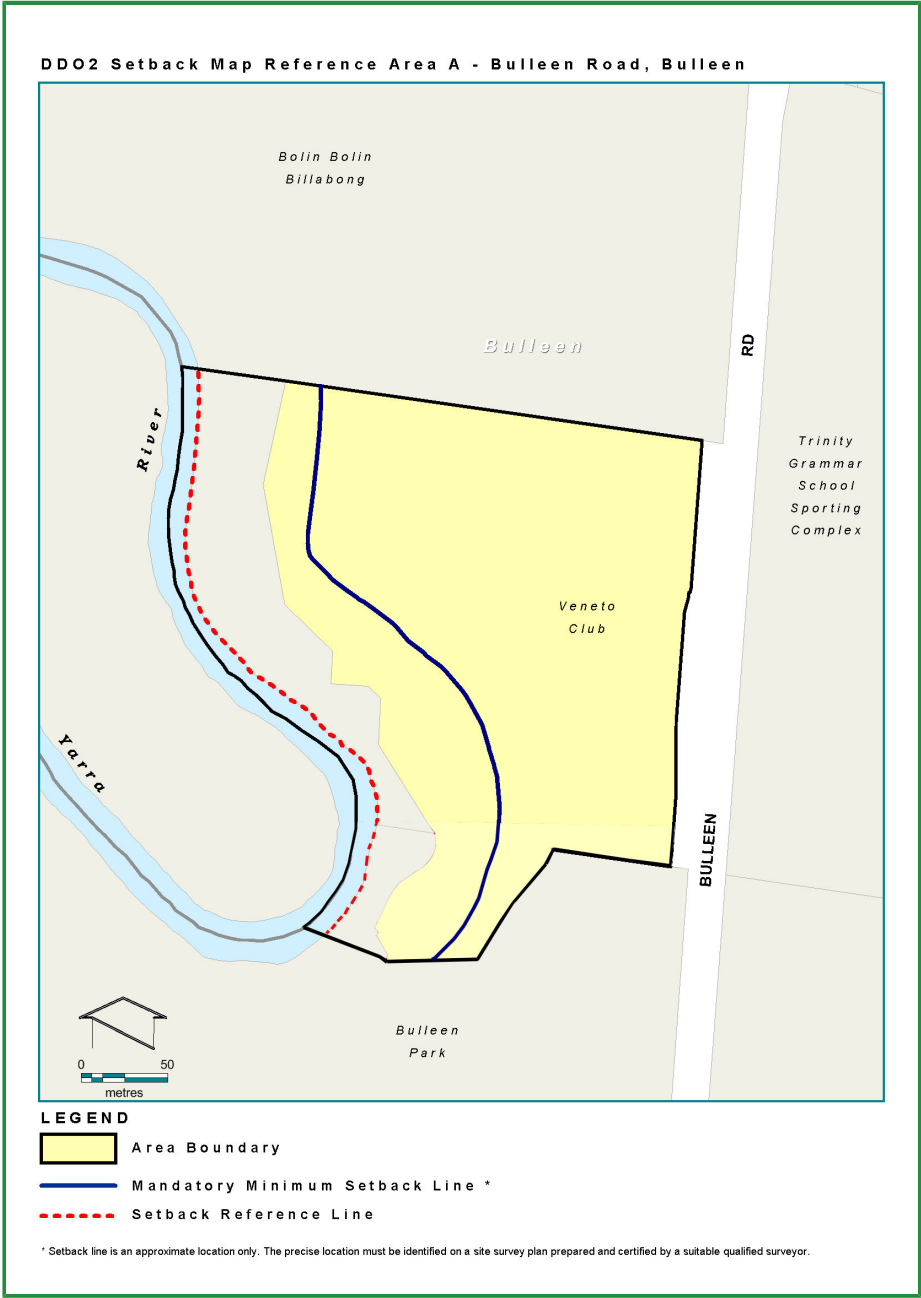 DDO2 Setback Map Reference Area A - Bulleen Road, Bulleen
Bolin Bolin
Billabong
Bulleen
RD
River
Trinity
Grammar
School
Sporting
Complex
Veneto
Club
Yarra
BULLEEN
Bulleen
Park
0 50
metres
LEGEND
Area Boundary
Mandatory Minimum Setback Line *
Setback Reference Line
* Setback line is an approximate location only. The precise location must be identified on a site survey plan prepared and certified by a suitable qualified surveyor.